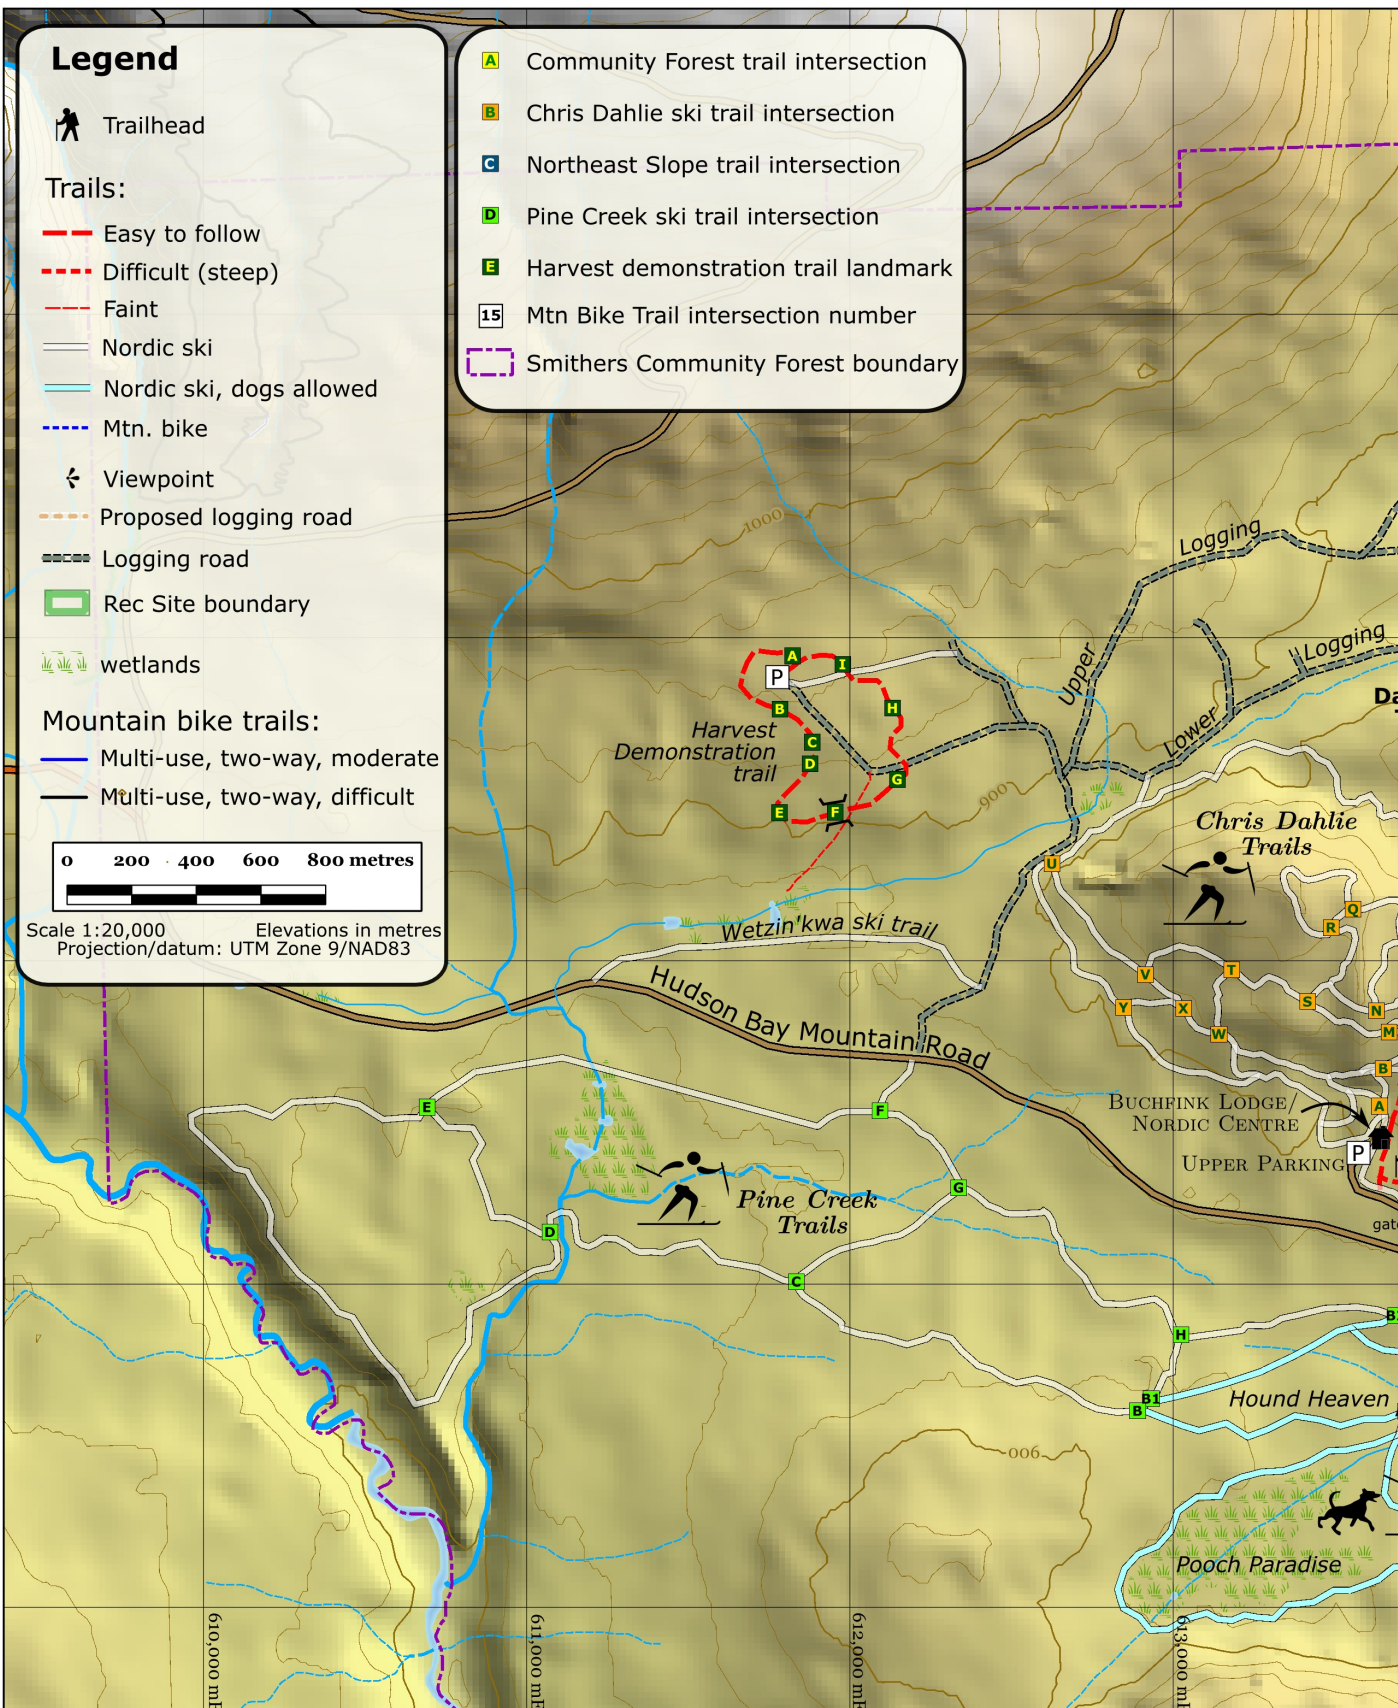 Legend
Trailhead
Trails:
Easy to follow
Difficult (steep)
Faint
Nordic ski
Nordic ski, dogs allowed
Mtn. bike
Viewpoint
Proposed logging road
Logging road
Rec Site boundary
wetlands
Mountain bike trails:
Multi-use, two-way, moderate
Multi-use, two-way, difficult
0 200 400 600 800 metres
Scale 1:20,000 Elevations in metres
Projection/datum: UTM Zone 9/NAD83
A Community Forest trail intersection
B Chris Dahlie ski trail intersection
C Northeast Slope trail intersection
D Pine Creek ski trail intersection
E Harvest demonstration trail landmark
15 Mtn Bike Trail intersection number
Smithers Community Forest boundary
1000
Logging
Logging
Upper
Lower
A
I
P
H
B
C
D
G
E
F
Harvest
Demonstration
trail
900
Chris Dahlie
Trails
U
Q
R
V
T
S
Y
X
N
W
M
B
A
Wetzin'kwa ski trail
Hudson Bay Mountain Road
Buchfink Lodge/
Nordic Centre
Upper Parking
P
E
F
G
D
C
H
B1
B
Pine Creek
Trails
Hound Heaven
900
Pooch Paradise
610,000
611,000
612,000
613,000